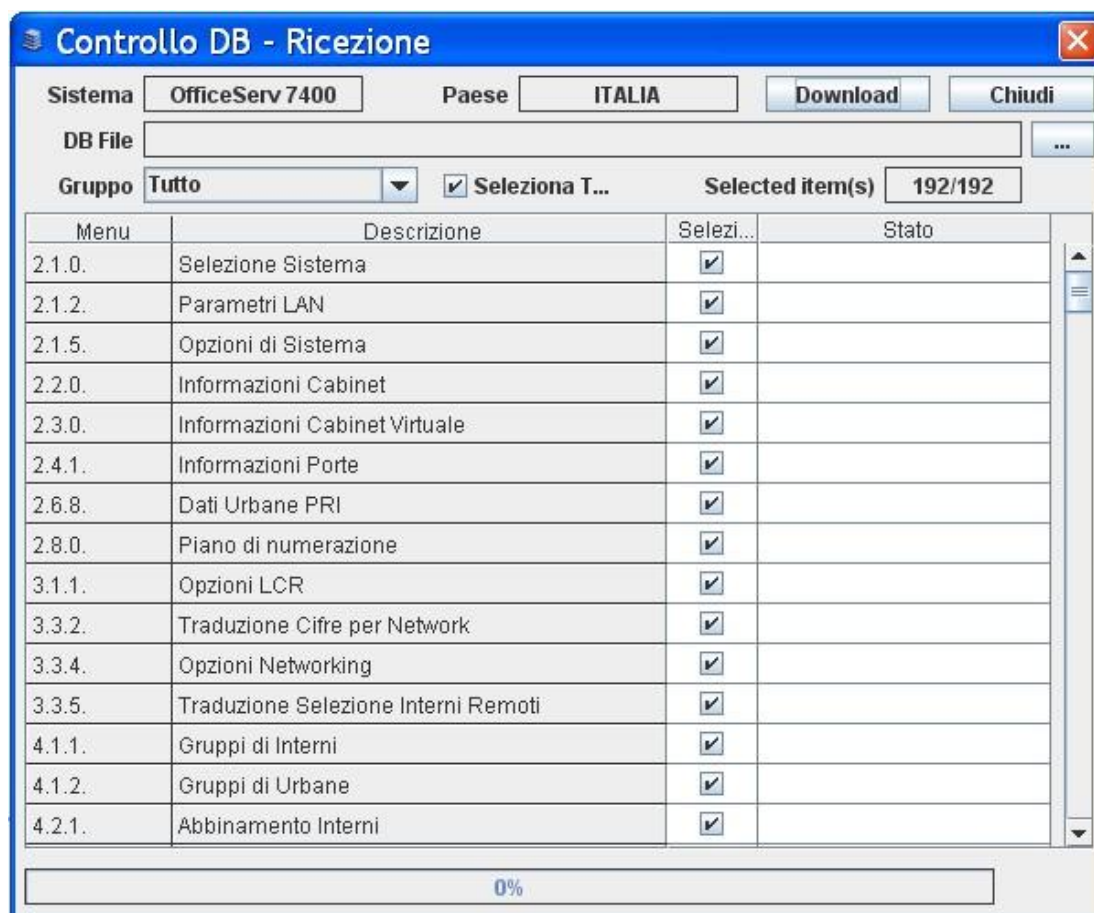 Controllo DB - Ricezione
Sistema OfficeServ 7400 Paese ITALIA Download Chiudi
DB File ...
Gruppo Tutto Seleziona T... Selected item(s) 192/192
Menu Descrizione Selezi... Stato
2.1.0. Selezione Sistema
2.1.2. Parametri LAN
2.1.5. Opzioni di Sistema
2.2.0. Informazioni Cabinet
2.3.0. Informazioni Cabinet Virtuale
2.4.1. Informazioni Porte
2.6.8. Dati Urbane PRI
2.8.0. Piano di numerazione
3.1.1. Opzioni LCR
3.3.2. Traduzione Cifre per Network
3.3.4. Opzioni Networking
3.3.5. Traduzione Selezione Interni Remoti
4.1.1. Gruppi di Interni
4.1.2. Gruppi di Urbane
4.2.1. Abbinamento Interni
0%